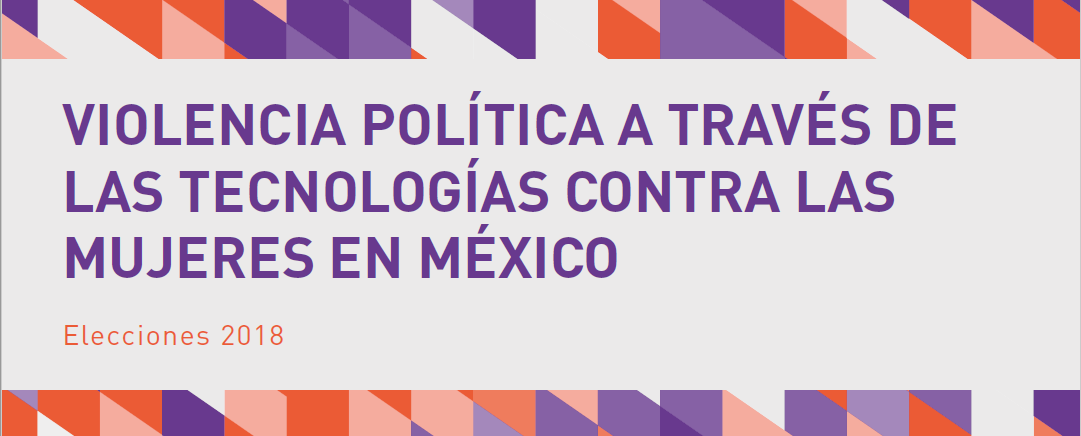 VIOLENCIA POLÍTICA A TRAVÉS DE
LAS TECNOLOGÍAS CONTRA LAS
MUJERES EN MÉXICO
Elecciones 2018